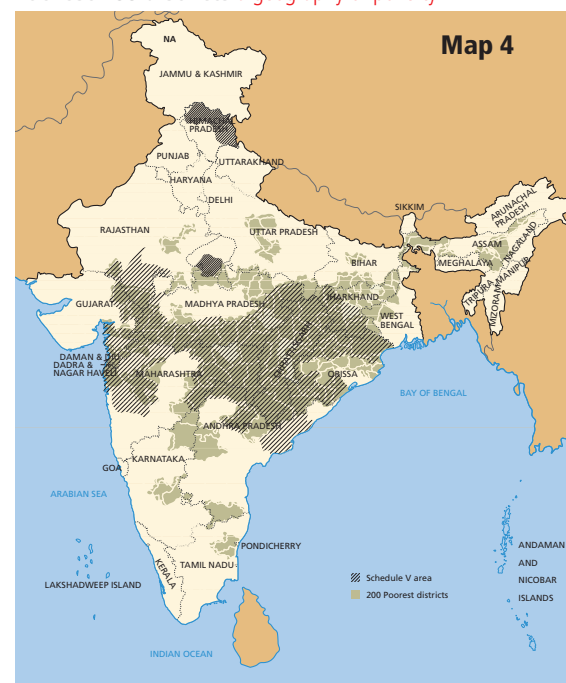 Map 4
NA
JAMMU & KASHMIR
HIMACHAL
PRADESH
PUNJAB
UTTARAKHAND
HARYANA
DELHI
SIKKIM
ARUNACHAL
PRADESH
RAJASTHAN
UTTAR PRADESH
ASSAM
NAGALAND
BIHAR
MEGHALAYA
MANIPUR
TRIPURA
MIZORAM
GUJARAT
MADHYA PRADESH
JHARKHAND
WEST
BENGAL
CHHATISGARH
DAMAN & DIU
DADRA &
NAGAR HAVELI
MAHARASHTRA
ORISSA
BAY OF BENGAL
ANDHRA PRADESH
KARNATAKA
GOA
ARABIAN SEA
PONDICHERRY
ANDAMAN
AND
NICOBAR
ISLANDS
KERALA
TAMIL NADU
LAKSHADWEEP ISLAND
Schedule V area
200 Poorest districts
INDIAN OCEAN